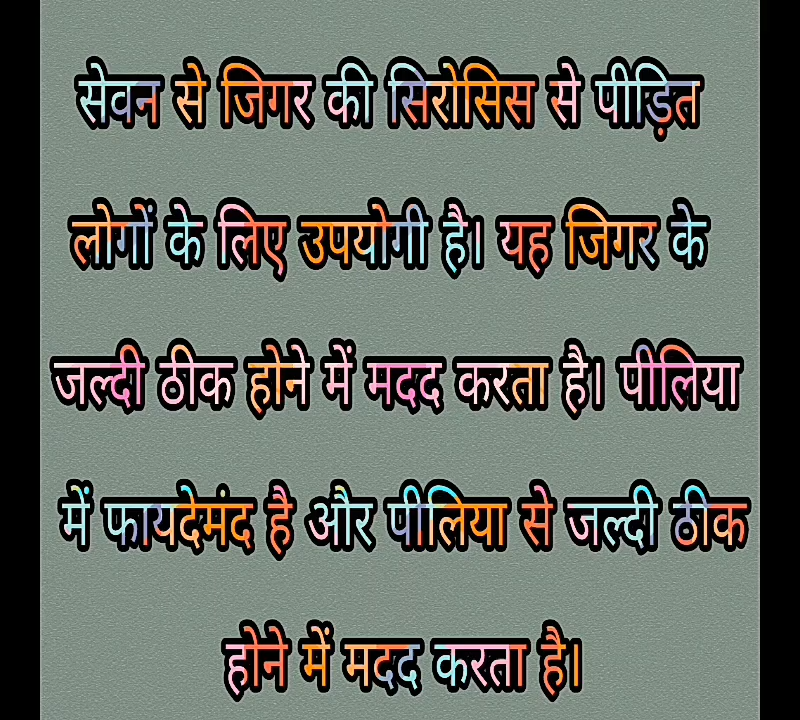 सेवन से जिगर की सिरोसिस से पीड़ित
लोगों के लिए उपयोगी है। यह जिगर के
जल्दी ठीक होने में मदद करता है। पीलिया
में फायदेमंद है और पीलिया से जल्दी ठीक
होने में मदद करता है।